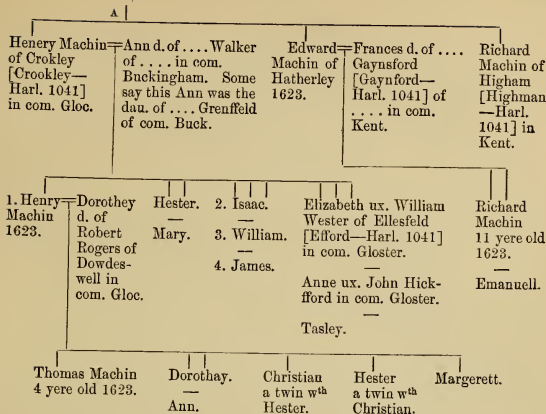 A
Henery Machin
of Crokley
[Crookley—
Harl. 1041]
in com. Gloc.
Ann d. of .... Walker
of .... in com.
Buckingham. Some
say this Ann was the
dau. of .... Grenffeld
of com. Buck.
Edward
Machin of
Hatherley
1623.
Frances d. of ....
Gaynsford
[Gaynford—
Harl. 1041] of
.... in com.
Kent.
Richard
Machin of
Higham
[Highman
—Harl.
1041] in
Kent.
1. Henry
Machin
1623.
Dorothey
d. of
Robert
Rogers of
Dowdes-
well in
com. Gloc.
Hester.
—
Mary.
2. Isaac.
—
3. William.
—
4. James.
Elizabeth ux. William
Wester of Ellesfeld
[Efford—Harl. 1041]
in com. Gloster.
—
Anne ux. John Hick-
fford in com. Gloster.
—
Tasley.
Richard
Machin
11 yere old
1623.
—
Emanuell.
Thomas Machin
4 yere old 1623.
Dorothay.
—
Ann.
Christian
a twin wth
Hester.
Hester
a twin wth
Christian.
Margerett.